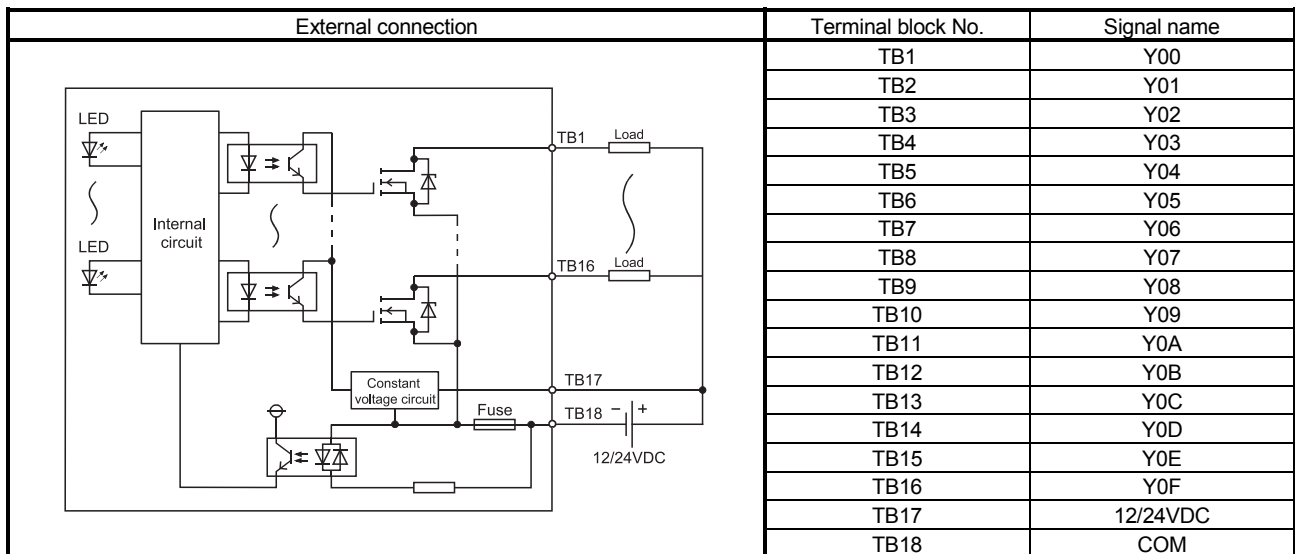 External connection
Terminal block No.
Signal name
LED
LED
Internal
circuit
TB1
Load
TB16
Load
Constant
voltage circuit
TB17
Fuse
TB18
- +
12/24VDC
TB1 Y00
TB2 Y01
TB3 Y02
TB4 Y03
TB5 Y04
TB6 Y05
TB7 Y06
TB8 Y07
TB9 Y08
TB10 Y09
TB11 Y0A
TB12 Y0B
TB13 Y0C
TB14 Y0D
TB15 Y0E
TB16 Y0F
TB17 12/24VDC
TB18 COM